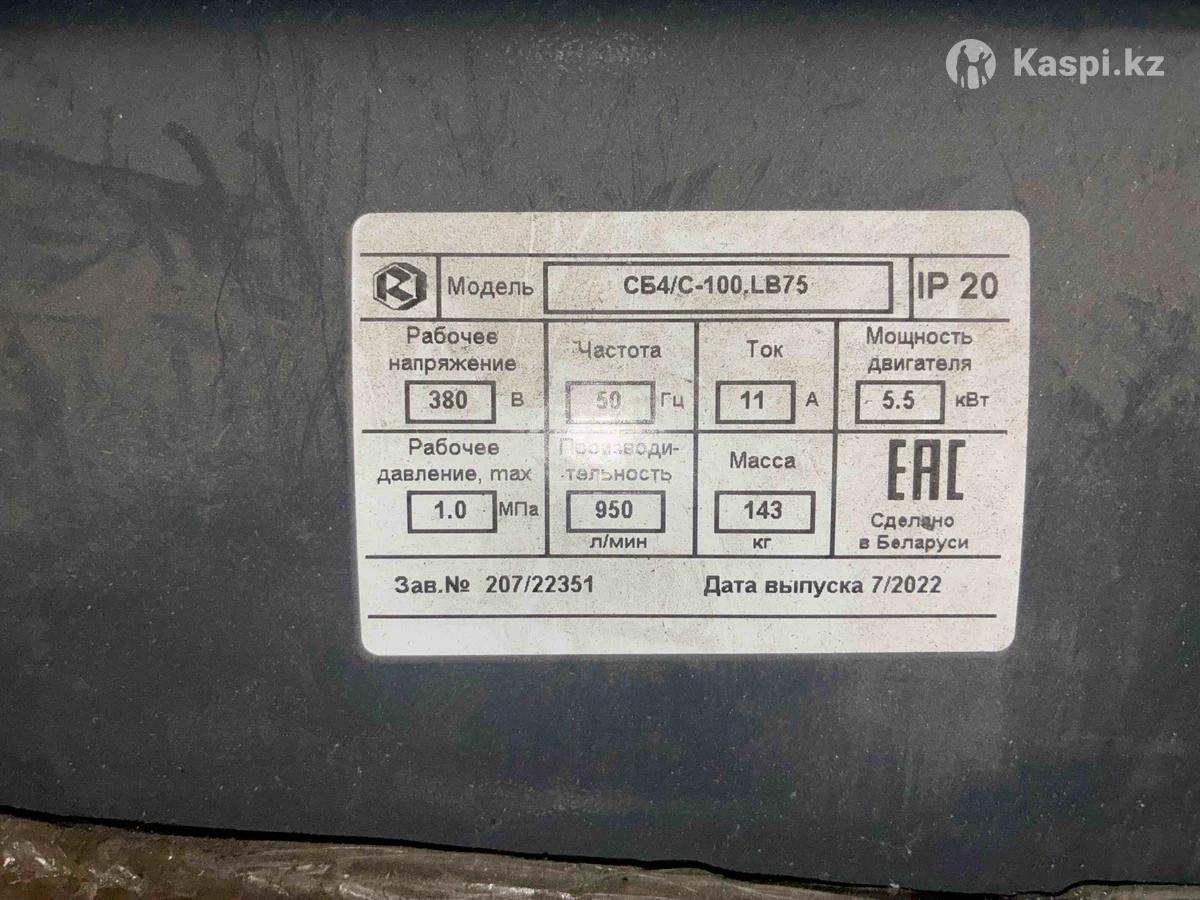 Kaspi.kz
Модель СБ4/С-100.LB75 IP 20
Рабочее напряжение 380 В
Частота 50 Гц
Ток 11 А
Мощность двигателя 5.5 кВт
Рабочее давление, max 1.0 МПа
Производи-
тельность 950 л/мин
Масса 143 кг
EAC
Сделано
в Беларуси
Зав.№ 207/22351 Дата выпуска 7/2022